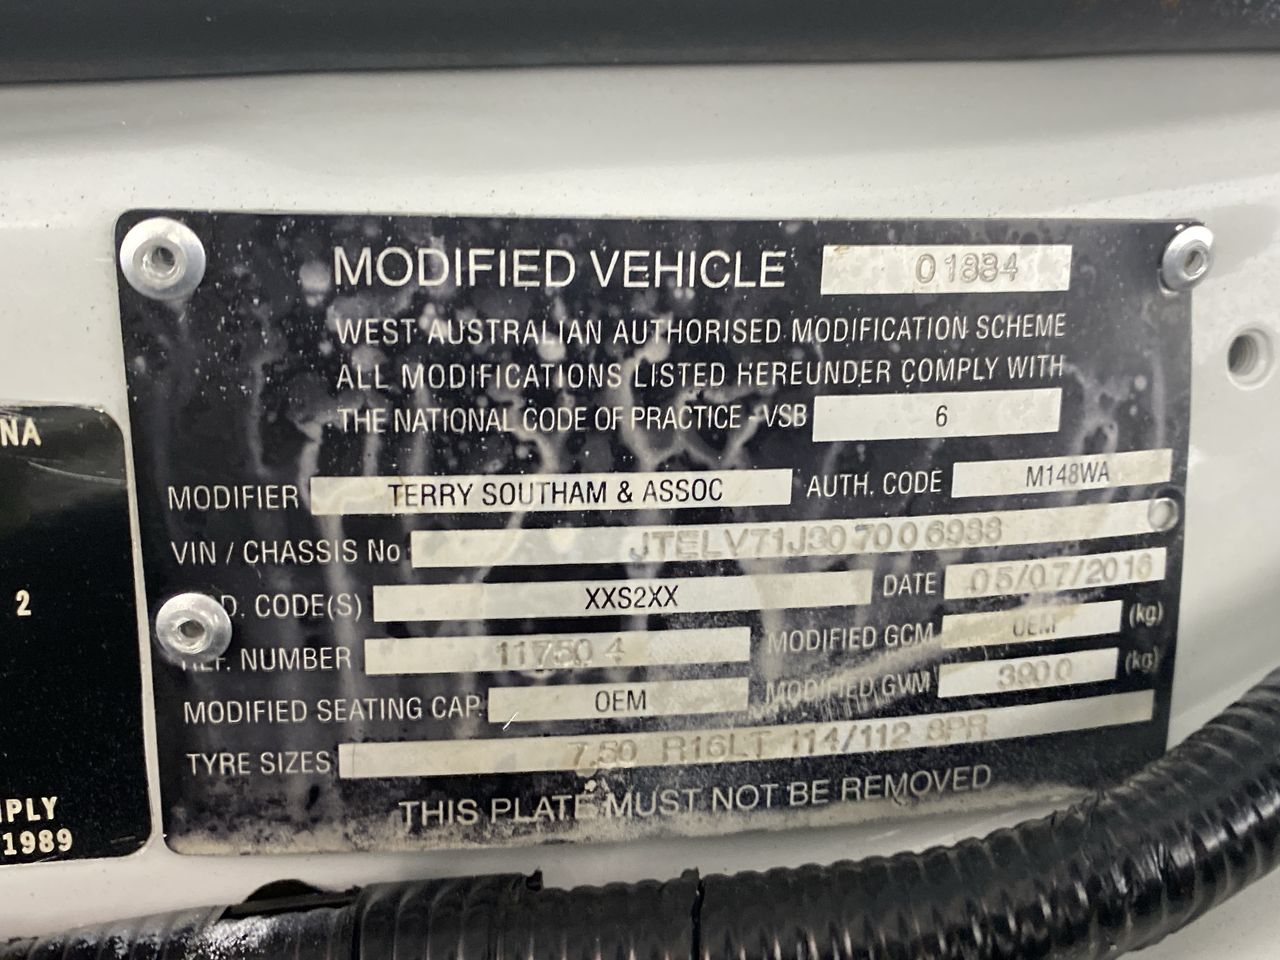 MODIFIED VEHICLE 01884
WEST AUSTRALIAN AUTHORISED MODIFICATION SCHEME
ALL MODIFICATIONS LISTED HEREUNDER COMPLY WITH
THE NATIONAL CODE OF PRACTICE - VSB 6
MODIFIER TERRY SOUTHAM & ASSOC AUTH. CODE M148WA
VIN / CHASSIS No JTELV71J307006988
D. CODE(S) XXS2XX DATE 05/07/2016
REF. NUMBER 11750 4 MODIFIED GCM OEM (kg)
MODIFIED SEATING CAP. OEM MODIFIED GVM 3900 (kg)
TYRE SIZES 7.50 R16LT 114/112 8PR
THIS PLATE MUST NOT BE REMOVED
NA
2
MPLY
1989